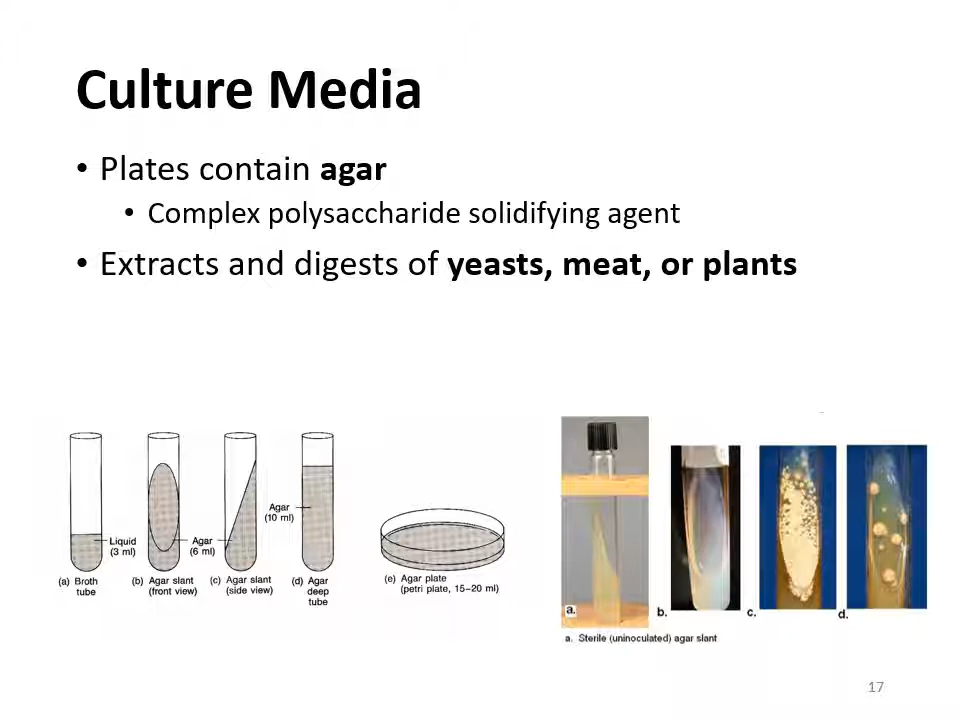 Culture Media
• Plates contain agar
• Complex polysaccharide solidifying agent
• Extracts and digests of yeasts, meat, or plants
Liquid
(3 ml)
Agar
(6 ml)
Agar
(10 ml)
(a) Broth
tube
(b) Agar slant
(front view)
(c) Agar slant
(side view)
(d) Agar
deep
tube
(e) Agar plate
(petri plate, 15–20 ml)
a.
b.
c.
d.
a. Sterile (uninoculated) agar slant
17